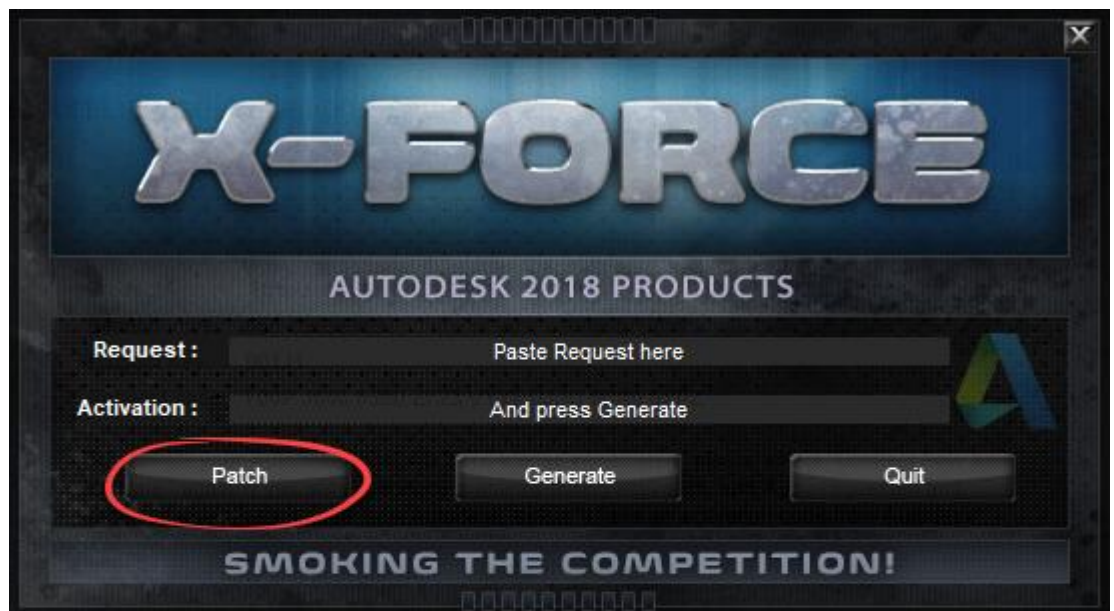 X
X-FORCE
AUTODESK 2018 PRODUCTS
Request : Paste Request here
Activation : And press Generate
Patch Generate Quit
SMOKING THE COMPETITION!